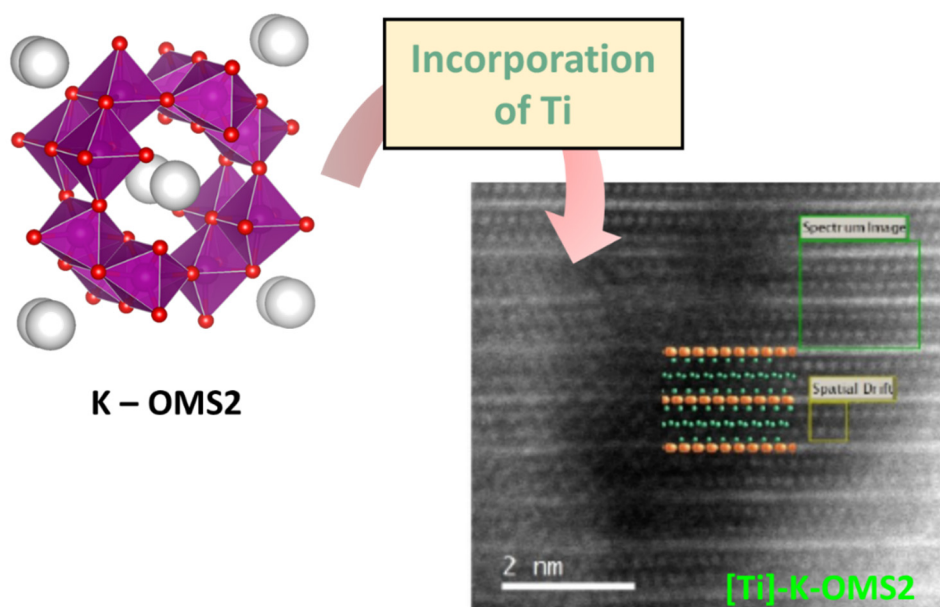 Incorporation
of Ti
Spectrum Image
Spatial Drift
K – OMS2
2 nm
[Ti]-K-OMS2